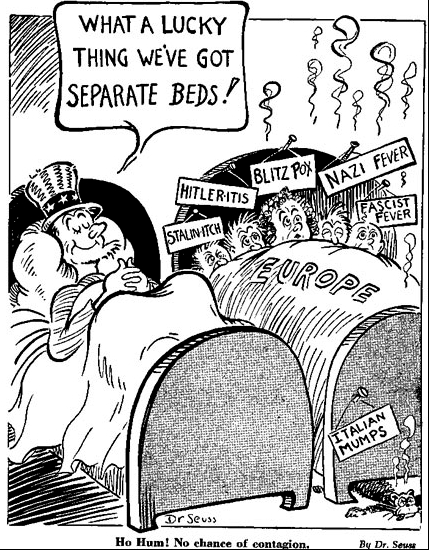 WHAT A LUCKY
THING WE'VE GOT
SEPARATE BEDS!
HITLERITIS
BLITZ POX
NAZI FEVER
STALIN-ITCH
FASCIST
FEVER
EUROPE
ITALIAN
MUMPS
Dr Seuss
Ho Hum! No chance of contagion.
By Dr. Seuss